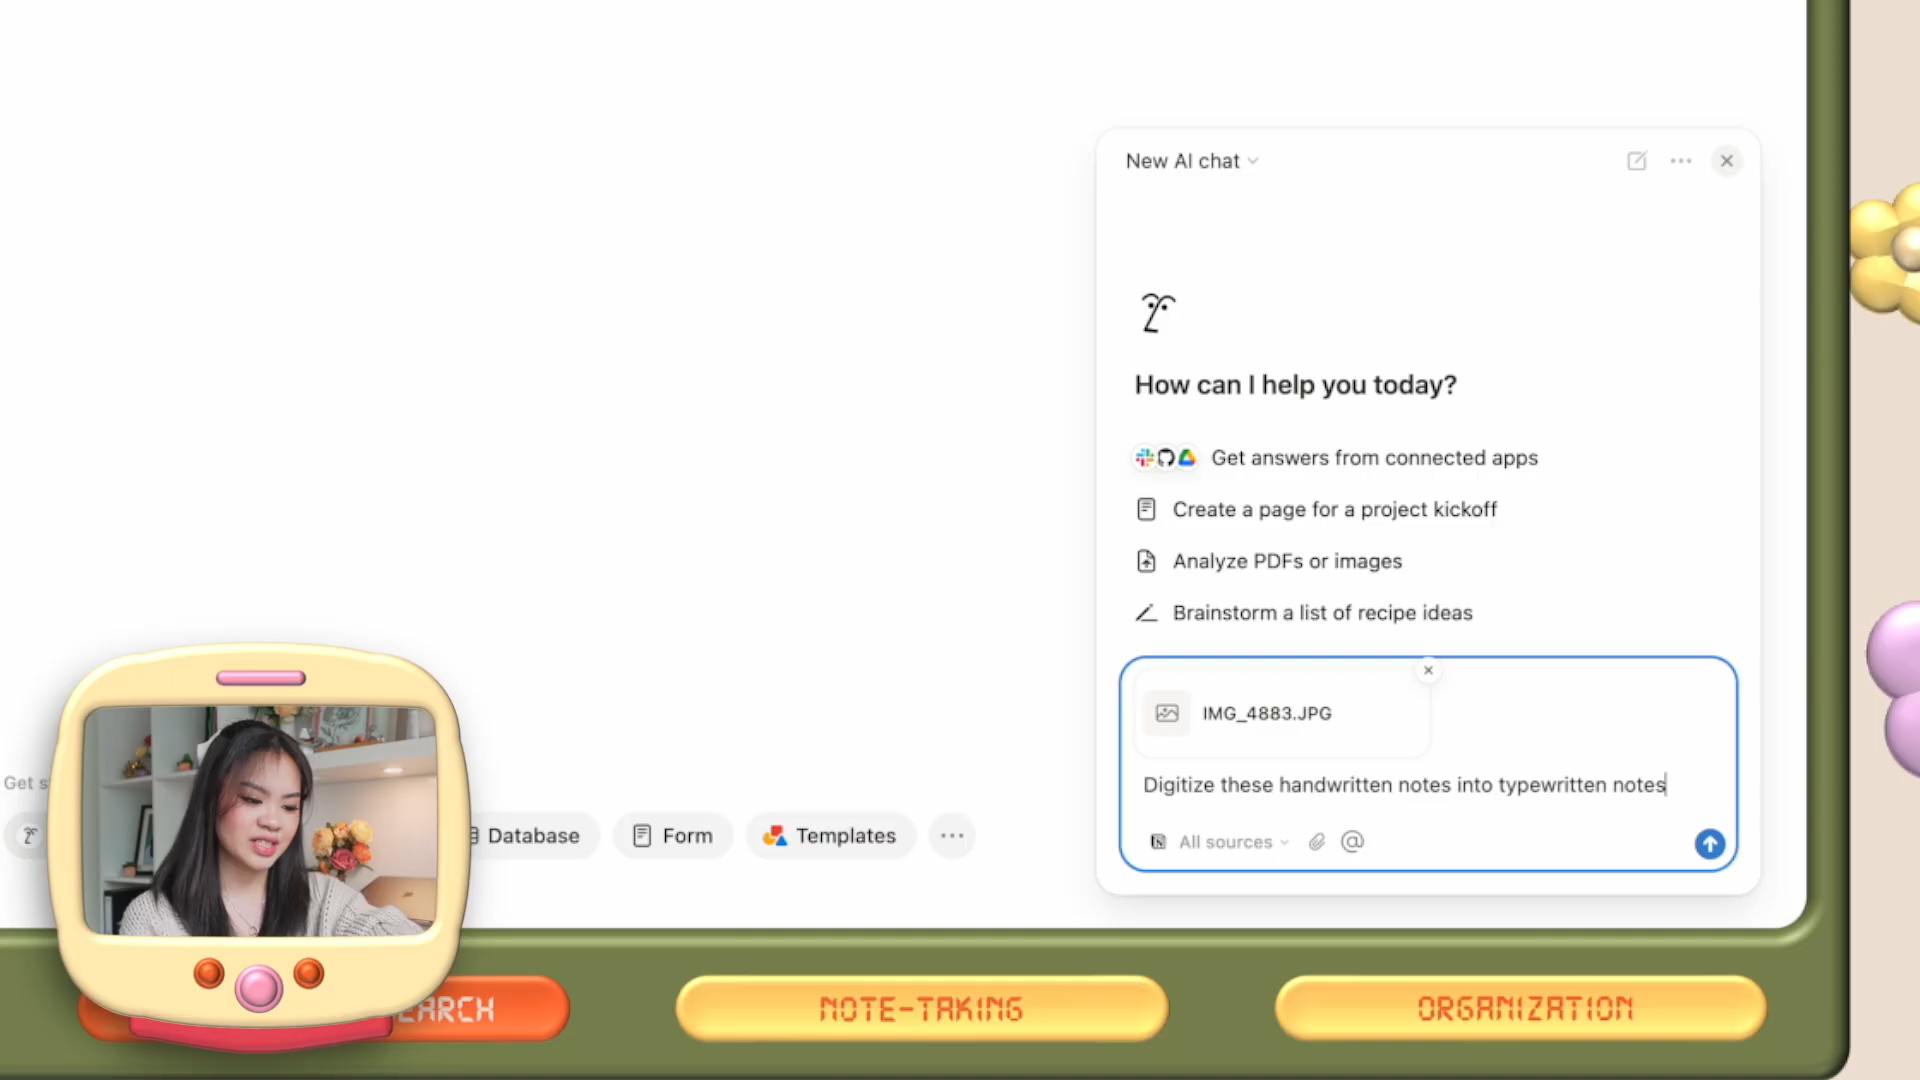 New AI chat
How can I help you today?
Get answers from connected apps
Create a page for a project kickoff
Analyze PDFs or images
Brainstorm a list of recipe ideas
IMG_4883.JPG
Digitize these handwritten notes into typewritten notes
All sources
Get
Database
Form
Templates
NOTE-TAKING
ORGANIZATION